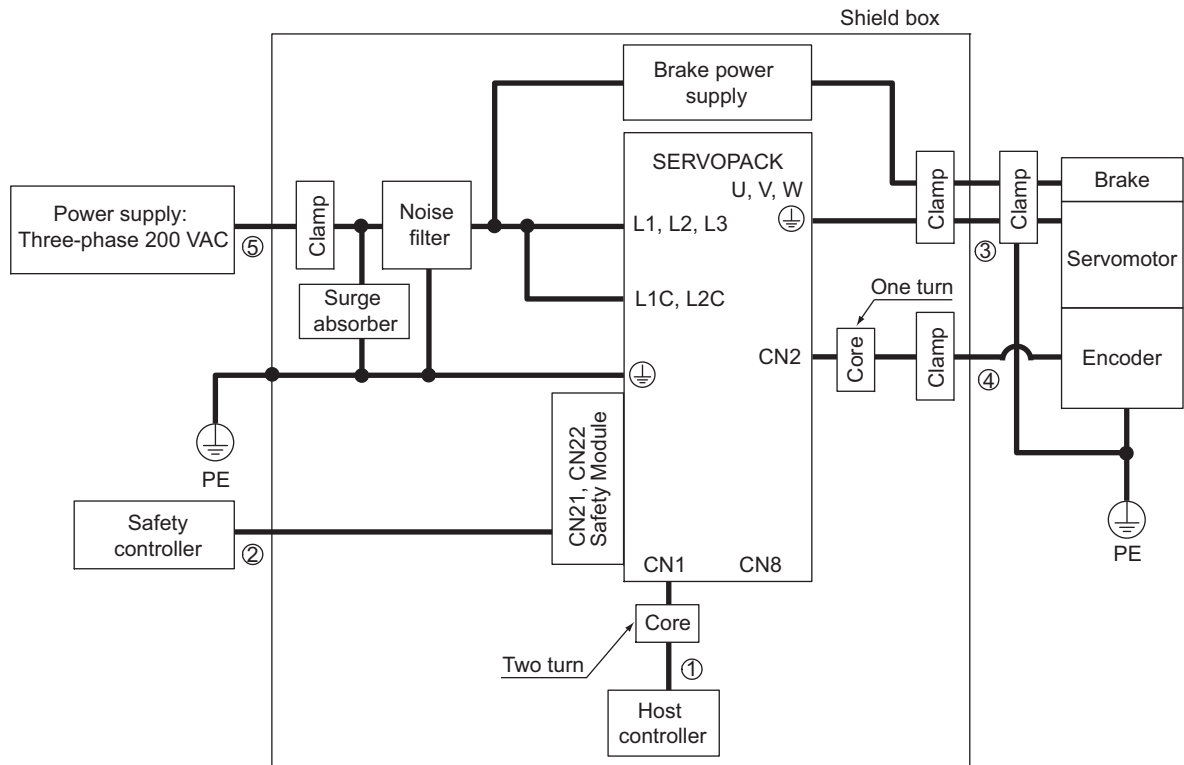 Shield box
Brake power
supply
SERVOPACK
U, V, W
Clamp
Clamp
Brake
Power supply:
Three-phase 200 VAC
⑤
Clamp
Noise
filter
L1, L2, L3
③
Servomotor
Surge
absorber
L1C, L2C
One turn
CN2
Core
Clamp
④
Encoder
PE
CN21, CN22
Safety Module
Safety
controller
②
PE
CN1
CN8
Core
Two turn
①
Host
controller